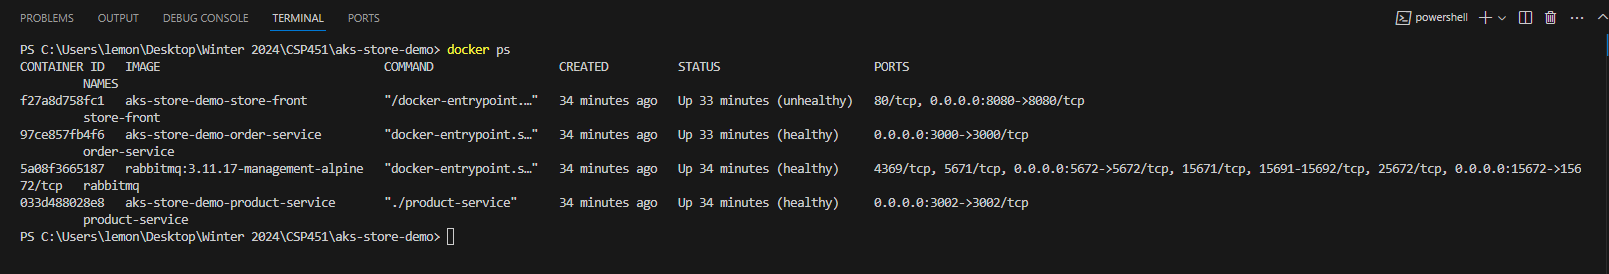 PROBLEMS OUTPUT DEBUG CONSOLE TERMINAL PORTS powershell
PS C:\Users\lemon\Desktop\Winter 2024\CSP451\aks-store-demo> docker ps
CONTAINER ID IMAGE COMMAND CREATED STATUS PORTS
NAMES
f27a8d758fc1 aks-store-demo-store-front "/docker-entrypoint.…" 34 minutes ago Up 33 minutes (unhealthy) 80/tcp, 0.0.0.0:8080->8080/tcp
store-front
97ce857fb4f6 aks-store-demo-order-service "docker-entrypoint.s…" 34 minutes ago Up 33 minutes (healthy) 0.0.0.0:3000->3000/tcp
order-service
5a08f3665187 rabbitmq:3.11.17-management-alpine "docker-entrypoint.s…" 34 minutes ago Up 34 minutes (healthy) 4369/tcp, 5671/tcp, 0.0.0.0:5672->5672/tcp, 15671/tcp, 15691-15692/tcp, 25672/tcp, 0.0.0.0:15672->156
72/tcp rabbitmq
033d488028e8 aks-store-demo-product-service "./product-service" 34 minutes ago Up 34 minutes (healthy) 0.0.0.0:3002->3002/tcp
product-service
PS C:\Users\lemon\Desktop\Winter 2024\CSP451\aks-store-demo>